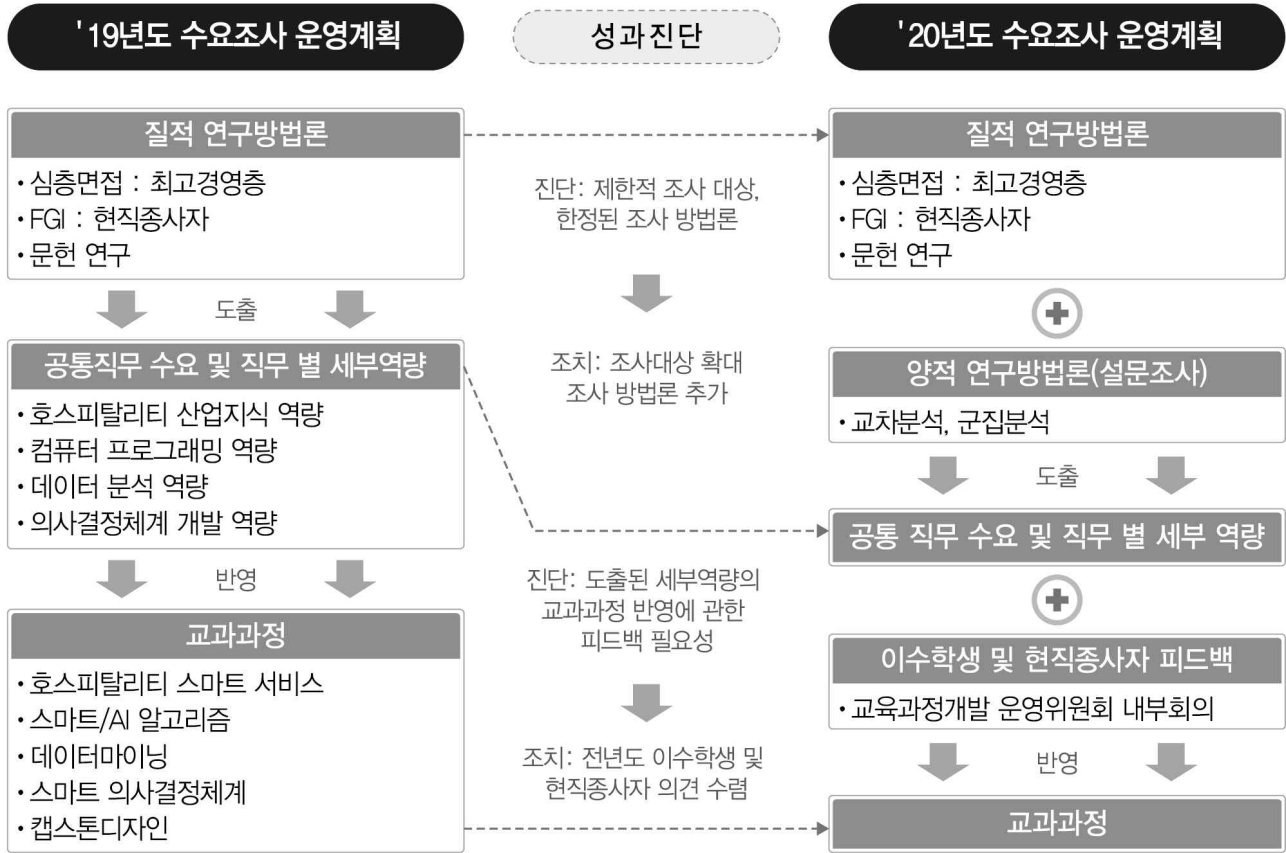 '19년도 수요조사 운영계획
질적 연구방법론
• 심층면접 : 최고경영층
• FGI : 현직종사자
• 문헌 연구
도출
공통직무 수요 및 직무 별 세부역량
• 호스피탈리티 산업지식 역량
• 컴퓨터 프로그래밍 역량
• 데이터 분석 역량
• 의사결정체계 개발 역량
반영
교과과정
• 호스피탈리티 스마트 서비스
• 스마트/AI 알고리즘
• 데이터마이닝
• 스마트 의사결정체계
• 캡스톤디자인
성과진단
진단: 제한적 조사 대상,
한정된 조사 방법론
조치: 조사대상 확대
조사 방법론 추가
진단: 도출된 세부역량의
교과과정 반영에 관한
피드백 필요성
조치: 전년도 이수학생 및
현직종사자 의견 수렴
'20년도 수요조사 운영계획
질적 연구방법론
• 심층면접 : 최고경영층
• FGI : 현직종사자
• 문헌 연구
양적 연구방법론(설문조사)
• 교차분석, 군집분석
도출
공통 직무 수요 및 직무 별 세부 역량
이수학생 및 현직종사자 피드백
• 교육과정개발 운영위원회 내부회의
반영
교과과정